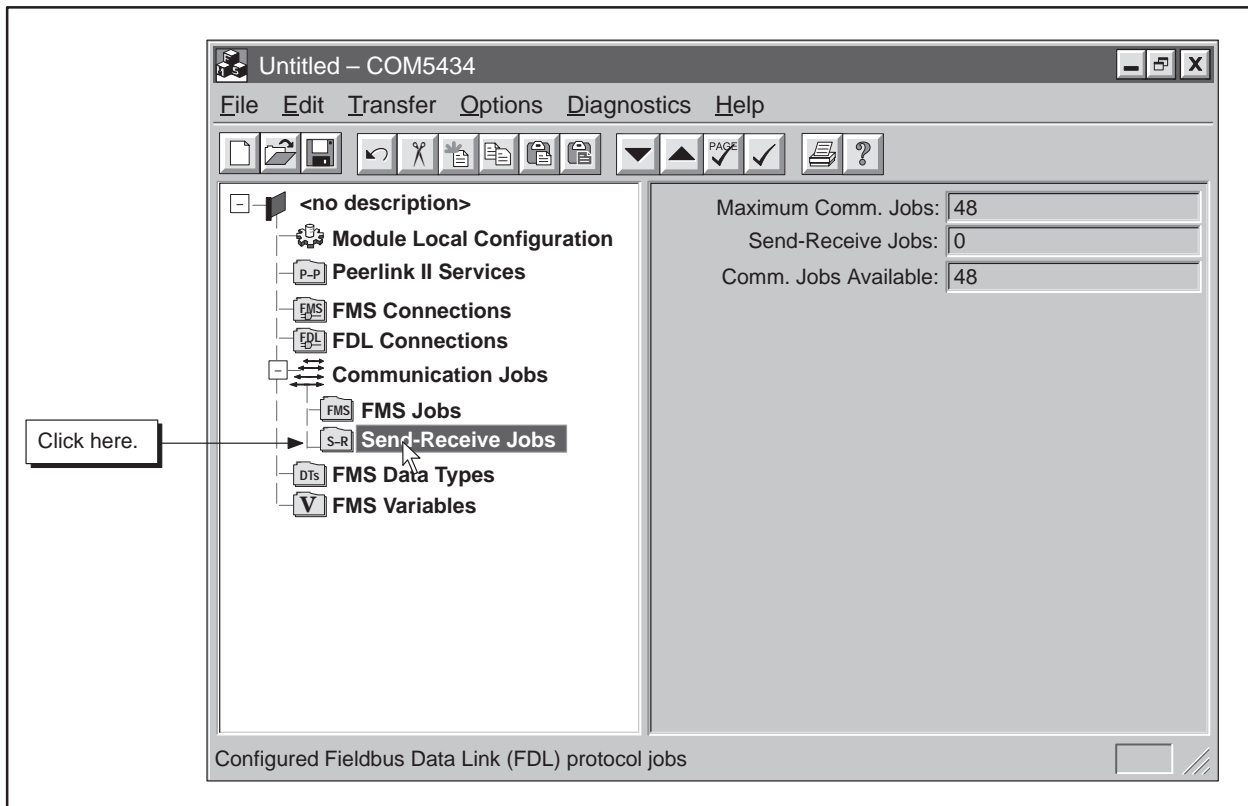 Untitled – COM5434
File Edit Transfer Options Diagnostics Help
PAGE
<no description>
Module Local Configuration
P–P Peerlink II Services
FMS FMS Connections
FDL FDL Connections
Communication Jobs
FMS FMS Jobs
S–R Send-Receive Jobs
DTs FMS Data Types
V FMS Variables
Click here.
Maximum Comm. Jobs: 48
Send-Receive Jobs: 0
Comm. Jobs Available: 48
Configured Fieldbus Data Link (FDL) protocol jobs